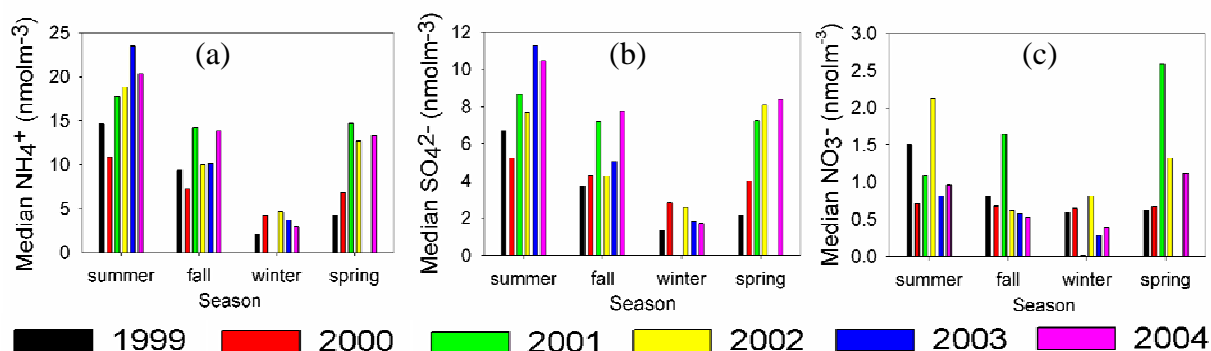 (a)
Median NH4+ (nmolm-3)
25
20
15
10
5
0
summer fall winter spring
Season
(b)
Median SO42- (nmolm-3)
12
10
8
6
4
2
0
summer fall winter spring
Season
(c)
Median NO3- (nmolm-3)
3.0
2.5
2.0
1.5
1.0
0.5
0.0
summer fall winter spring
Season
1999 2000 2001 2002 2003 2004